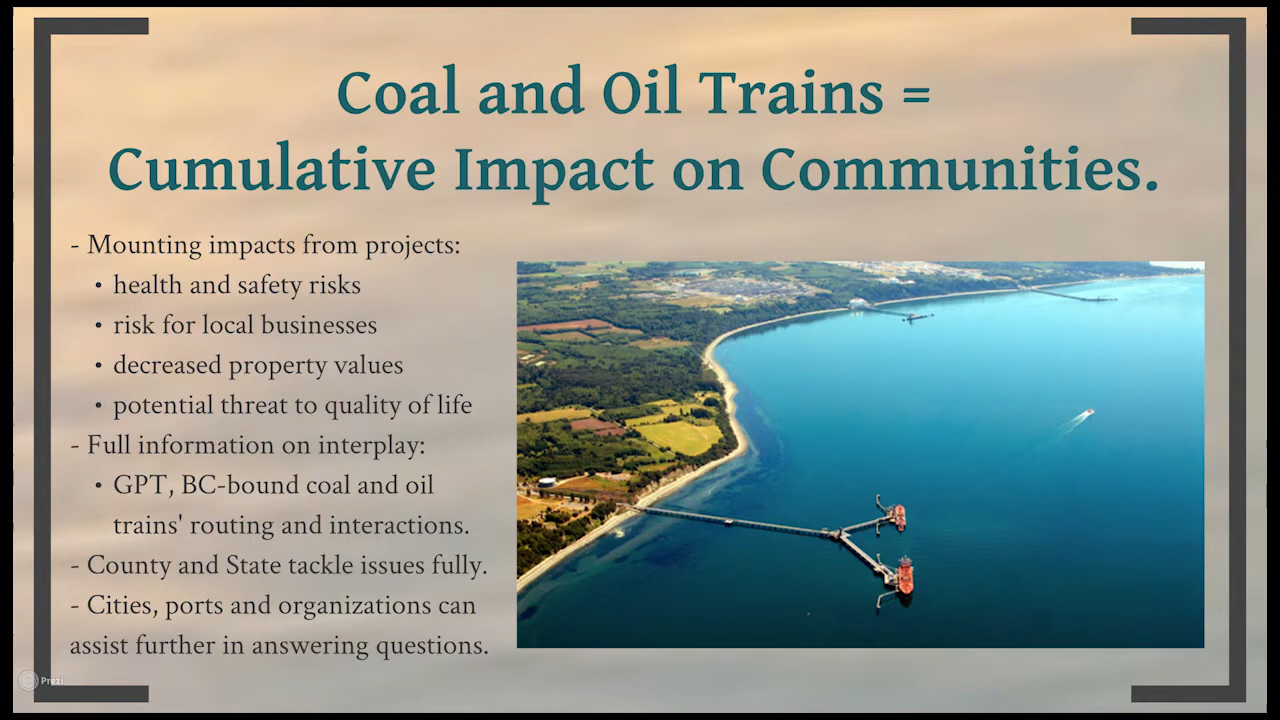 Coal and Oil Trains =
Cumulative Impact on Communities.
- Mounting impacts from projects:
• health and safety risks
• risk for local businesses
• decreased property values
• potential threat to quality of life
- Full information on interplay:
• GPT, BC-bound coal and oil
trains' routing and interactions.
- County and State tackle issues fully.
- Cities, ports and organizations can
assist further in answering questions.
Prezi